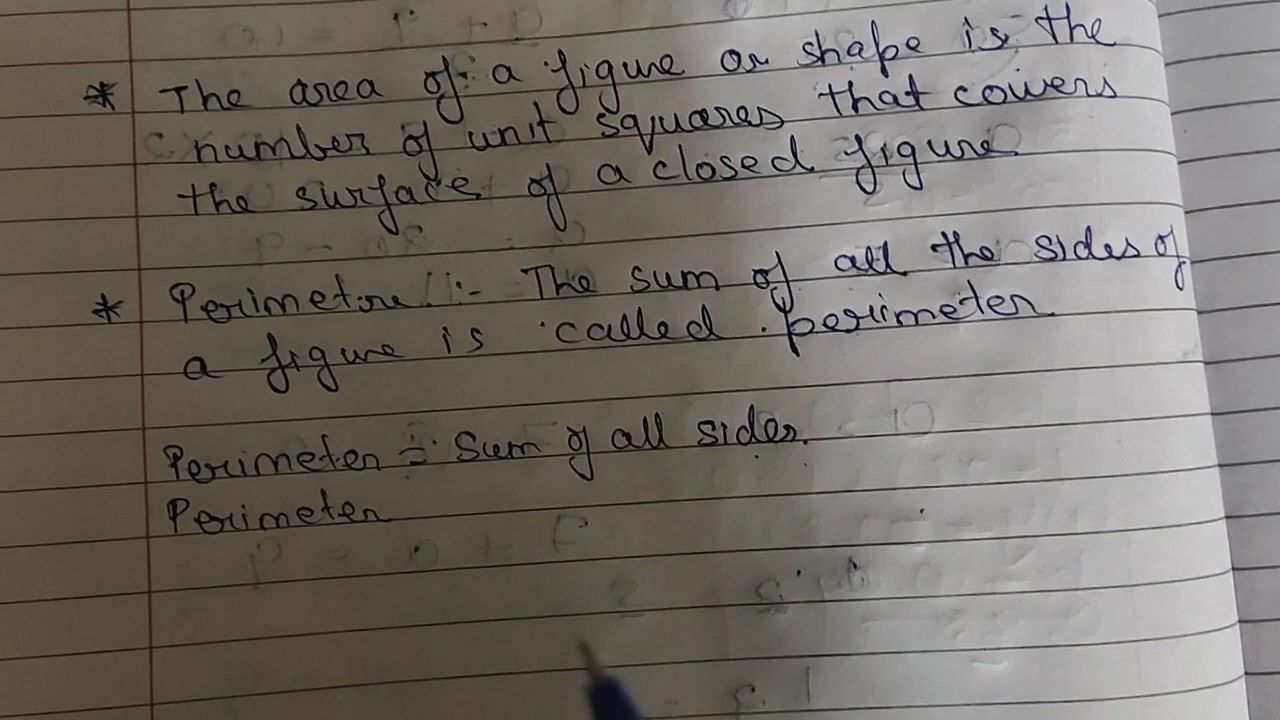 * The area of a figure or shape is the
number of unit squares that cowers
the surface of a closed figure.
* Perimetre :- The sum of all the sides of
a figure is called perimeter
Perimeter = Sum of all sides.
Perimeter